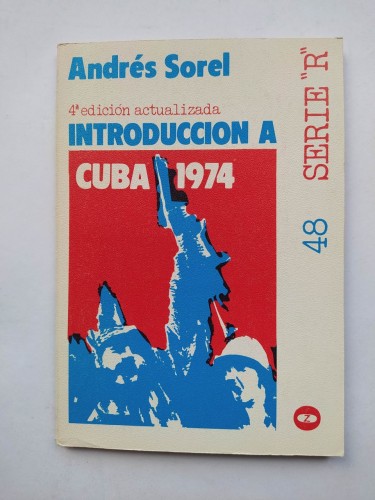 Andrés Sorel
4ª edición actualizada
INTRODUCCION A
CUBA 1974
48 SERIE "R"
Z